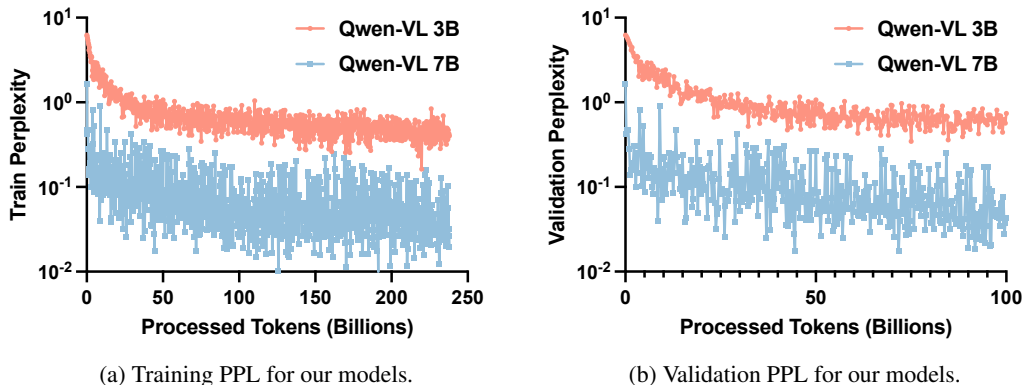 Qwen-VL 3B
Qwen-VL 7B
Train Perplexity
10^1
10^0
10^-1
10^-2
0 50 100 150 200 250
Processed Tokens (Billions)
(a) Training PPL for our models.
Qwen-VL 3B
Qwen-VL 7B
Validation Perplexity
10^1
10^0
10^-1
10^-2
0 50 100
Processed Tokens (Billions)
(b) Validation PPL for our models.